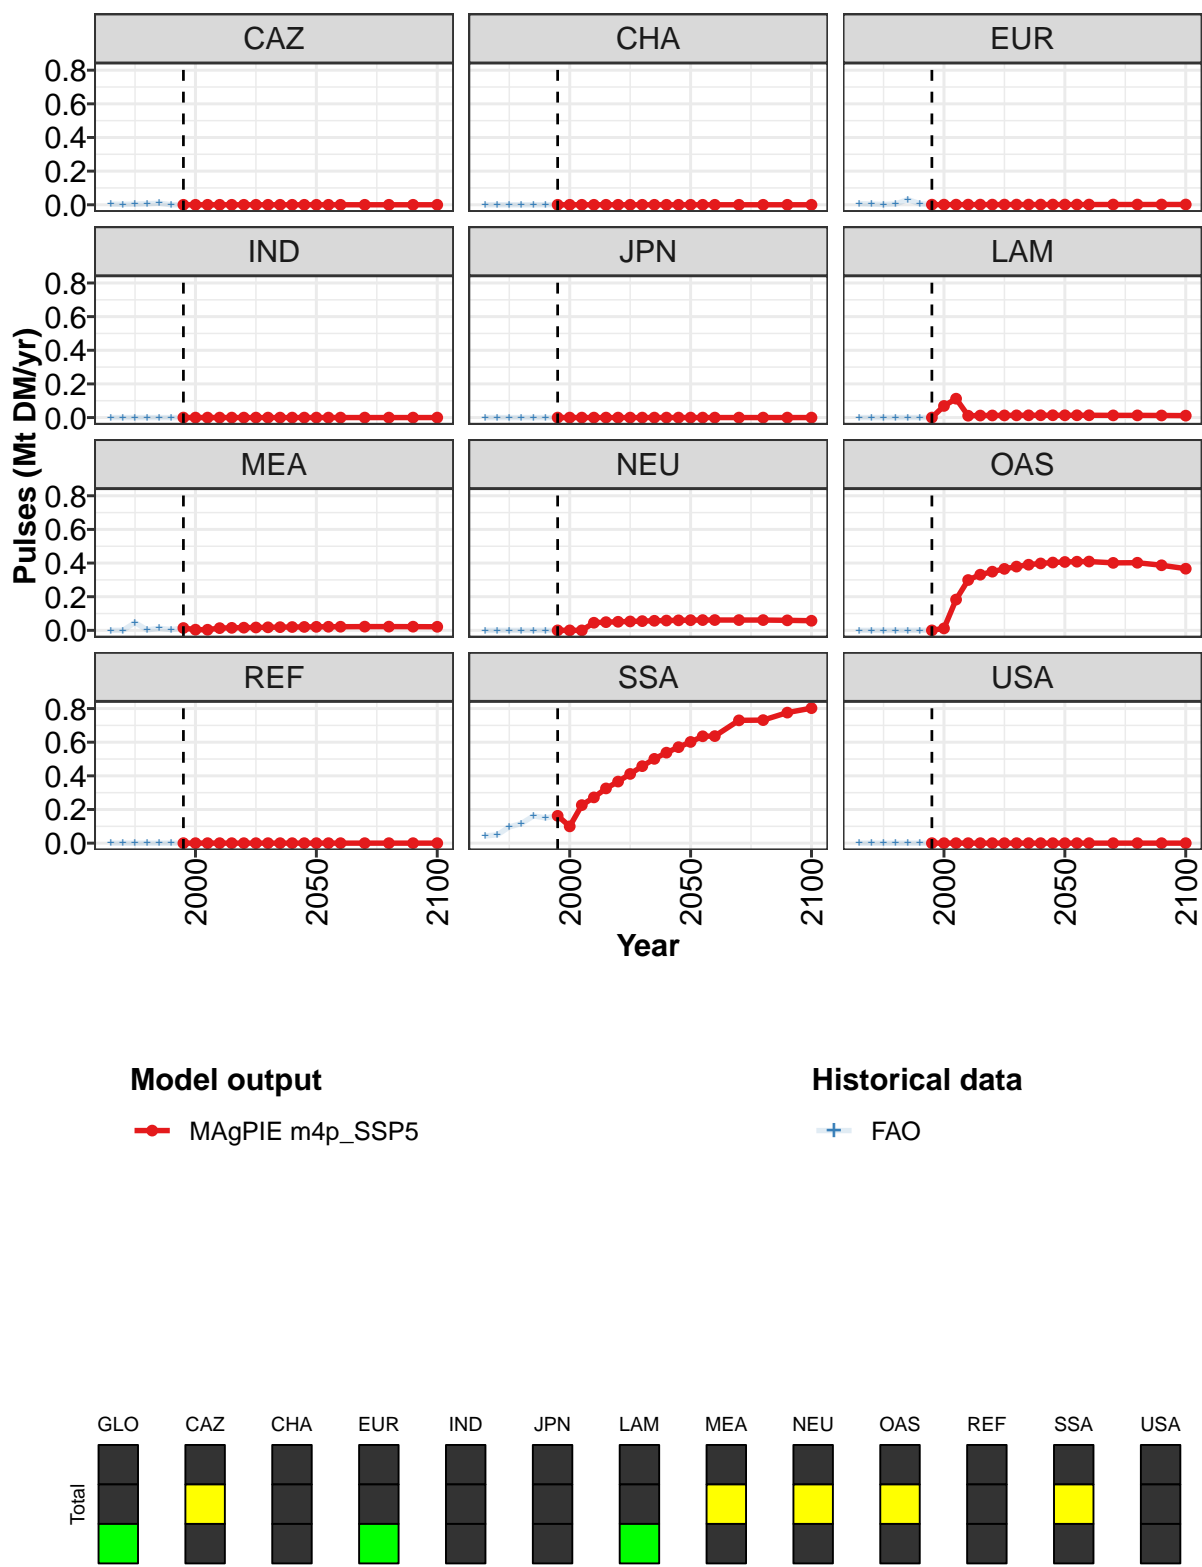 CAZ CHA EUR
0.8
0.6
0.4
0.2
0.0
IND JPN LAM
0.8
0.6
0.4
0.2
0.0
MEA NEU OAS
0.8
0.6
0.4
0.2
0.0
REF SSA USA
0.8
0.6
0.4
0.2
0.0
Pulses (Mt DM/yr)
2000 2050 2100 2000 2050 2100 2000 2050 2100
Year
Model output Historical data
MAgPIE m4p_SSP5 FAO
GLO CAZ CHA EUR IND JPN LAM MEA NEU OAS REF SSA USA
Total